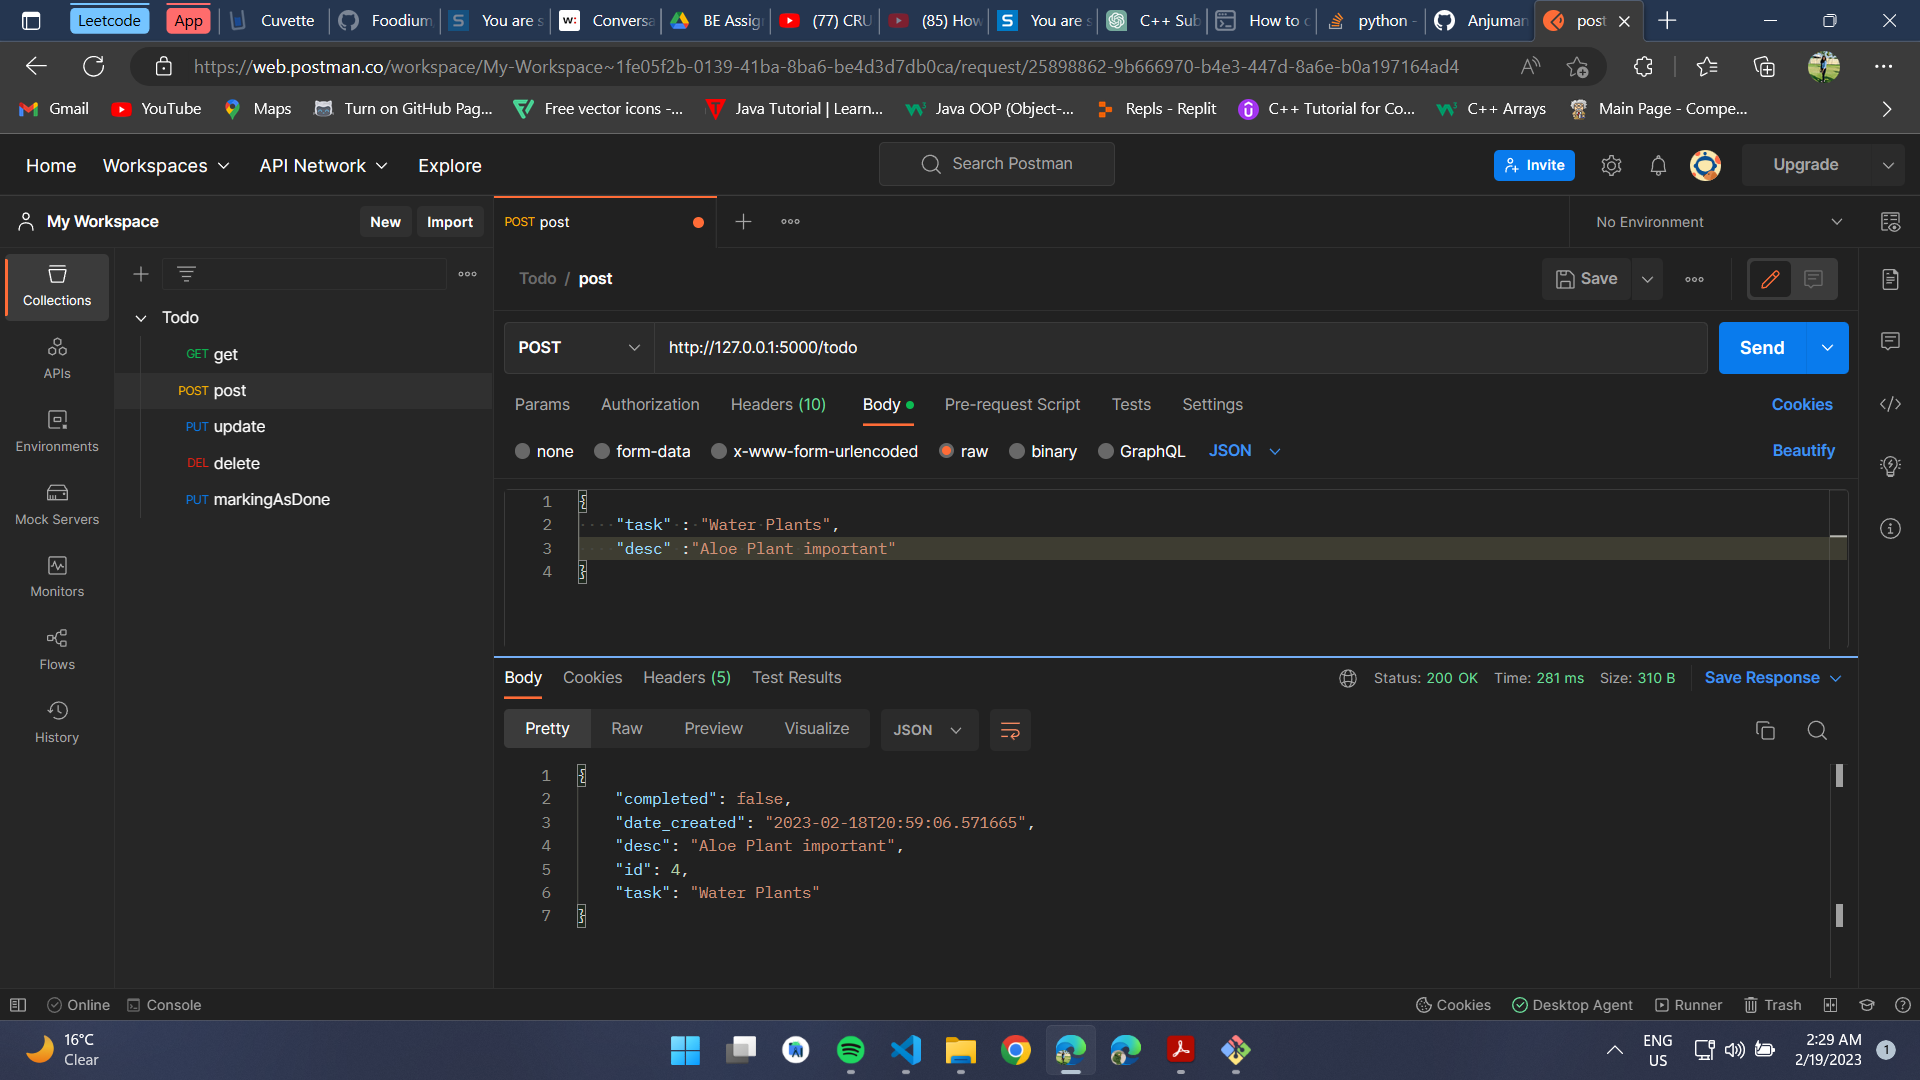 Leetcode App Cuvette Foodium You are s Conversa BE Assig (77) CRU (85) How You are s C++ Sub How to c python - Anjuman post
https://web.postman.co/workspace/My-Workspace~1fe05f2b-0139-41ba-8ba6-be4d3d7db0ca/request/25898862-9b666970-b4e3-447d-8a6e-b0a197164ad4
Gmail YouTube Maps Turn on GitHub Pag... Free vector icons -... Java Tutorial | Learn... Java OOP (Object-... Repls - Replit C++ Tutorial for Co... C++ Arrays Main Page - Compe...
Home Workspaces API Network Explore Search Postman Invite Upgrade
My Workspace New Import POST post No Environment
Collections
APIs
Environments
Mock Servers
Monitors
Flows
History
Todo
GET get
POST post
PUT update
DEL delete
PUT markingAsDone
Todo / post Save
POST http://127.0.0.1:5000/todo Send
Params Authorization Headers (10) Body Pre-request Script Tests Settings Cookies
none form-data x-www-form-urlencoded raw binary GraphQL JSON Beautify
1 {
2 "task" : "Water Plants",
3 "desc" :"Aloe Plant important"
4 }
Body Cookies Headers (5) Test Results Status: 200 OK Time: 281 ms Size: 310 B Save Response
Pretty Raw Preview Visualize JSON
1 {
2 "completed": false,
3 "date_created": "2023-02-18T20:59:06.571665",
4 "desc": "Aloe Plant important",
5 "id": 4,
6 "task": "Water Plants"
7 }
Online Console Cookies Desktop Agent Runner Trash
16°C
Clear
ENG
US
2:29 AM
2/19/2023
1